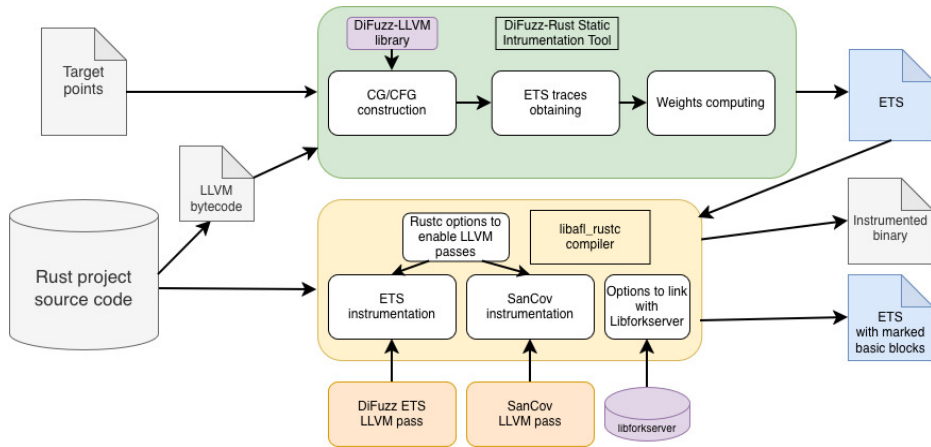 Target
points
DiFuzz-LLVM
library
DiFuzz-Rust Static
Intrumentation Tool
CG/CFG
construction
ETS traces
obtaining
Weights computing
ETS
LLVM
bytecode
Rust project
source code
Rustc options to
enable LLVM
passes
libafl_rustc
compiler
ETS
instrumentation
SanCov
instrumentation
Options to link
with
Libforkserver
Instrumented
binary
ETS
with marked
basic blocks
DiFuzz ETS
LLVM pass
SanCov
LLVM pass
libforkserver